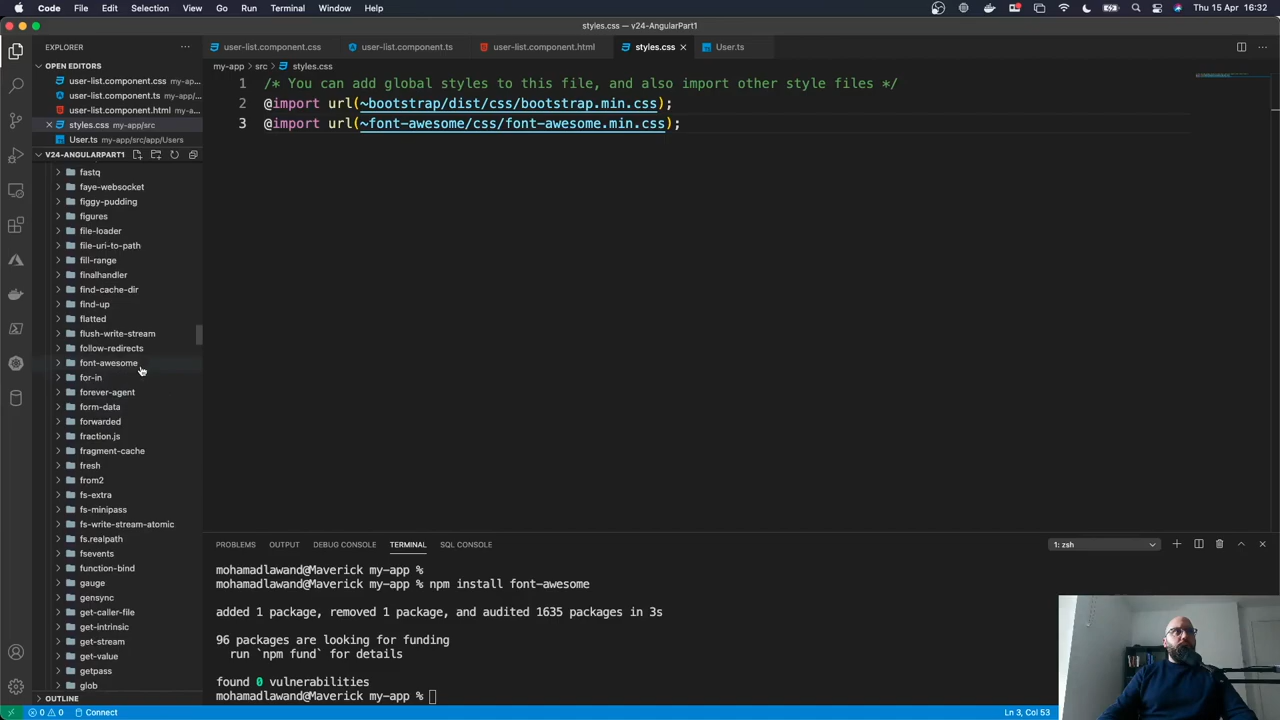 Code File Edit Selection View Go Run Terminal Window Help Thu 15 Apr 16:32
styles.css — v24-AngularPart1
EXPLORER
user-list.component.css
user-list.component.ts
user-list.component.html
styles.css
User.ts
my-app > src > styles.css
OPEN EDITORS
user-list.component.css my-ap...
user-list.component.ts my-app/...
user-list.component.html my-a...
styles.css my-app/src
User.ts my-app/src/app/Users
V24-ANGULARPART1
fastq
faye-websocket
figgy-pudding
figures
file-loader
file-uri-to-path
fill-range
finalhandler
find-cache-dir
find-up
flatted
flush-write-stream
follow-redirects
font-awesome
for-in
forever-agent
form-data
forwarded
fraction.js
fragment-cache
fresh
from2
fs-extra
fs-minipass
fs-write-stream-atomic
fs.realpath
fsevents
function-bind
gauge
gensync
get-caller-file
get-intrinsic
get-stream
get-value
getpass
glob
OUTLINE
1 /* You can add global styles to this file, and also import other style files */
2 @import url(~bootstrap/dist/css/bootstrap.min.css);
3 @import url(~font-awesome/css/font-awesome.min.css);
PROBLEMS OUTPUT DEBUG CONSOLE TERMINAL SQL CONSOLE
1: zsh
mohamadlawand@Maverick my-app %
mohamadlawand@Maverick my-app % npm install font-awesome
added 1 package, removed 1 package, and audited 1635 packages in 3s
96 packages are looking for funding
run `npm fund` for details
found 0 vulnerabilities
mohamadlawand@Maverick my-app %
0 0 Connect
Ln 3, Col 53